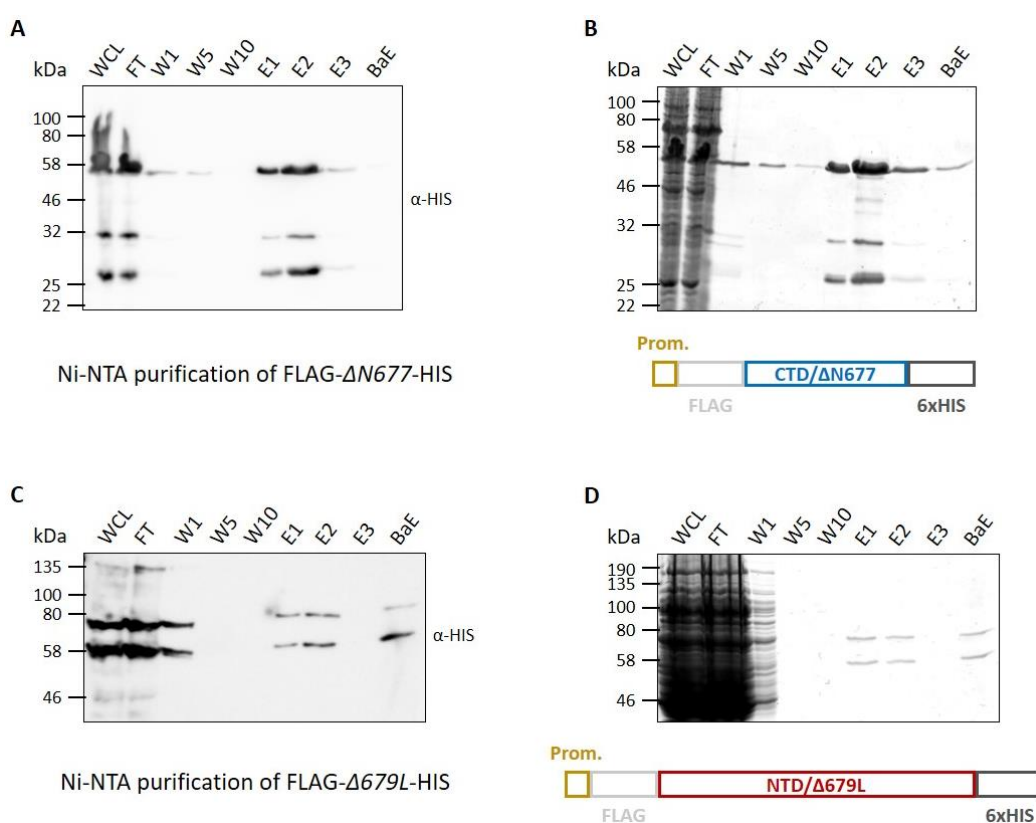 A
kDa WCL FT W1 W5 W10 E1 E2 E3 BaE
100
80
58
46
32
25
22
α-HIS
Ni-NTA purification of FLAG-ΔN677-HIS
B
kDa WCL FT W1 W5 W10 E1 E2 E3 BaE
100
80
58
46
32
25
22
Prom.
CTD/ΔN677
FLAG 6xHIS
C
kDa WCL FT W1 W5 W10 E1 E2 E3 BaE
135
100
80
58
46
α-HIS
Ni-NTA purification of FLAG-Δ679L-HIS
D
kDa WCL FT W1 W5 W10 E1 E2 E3 BaE
190
135
100
80
58
46
Prom.
NTD/Δ679L
FLAG 6xHIS